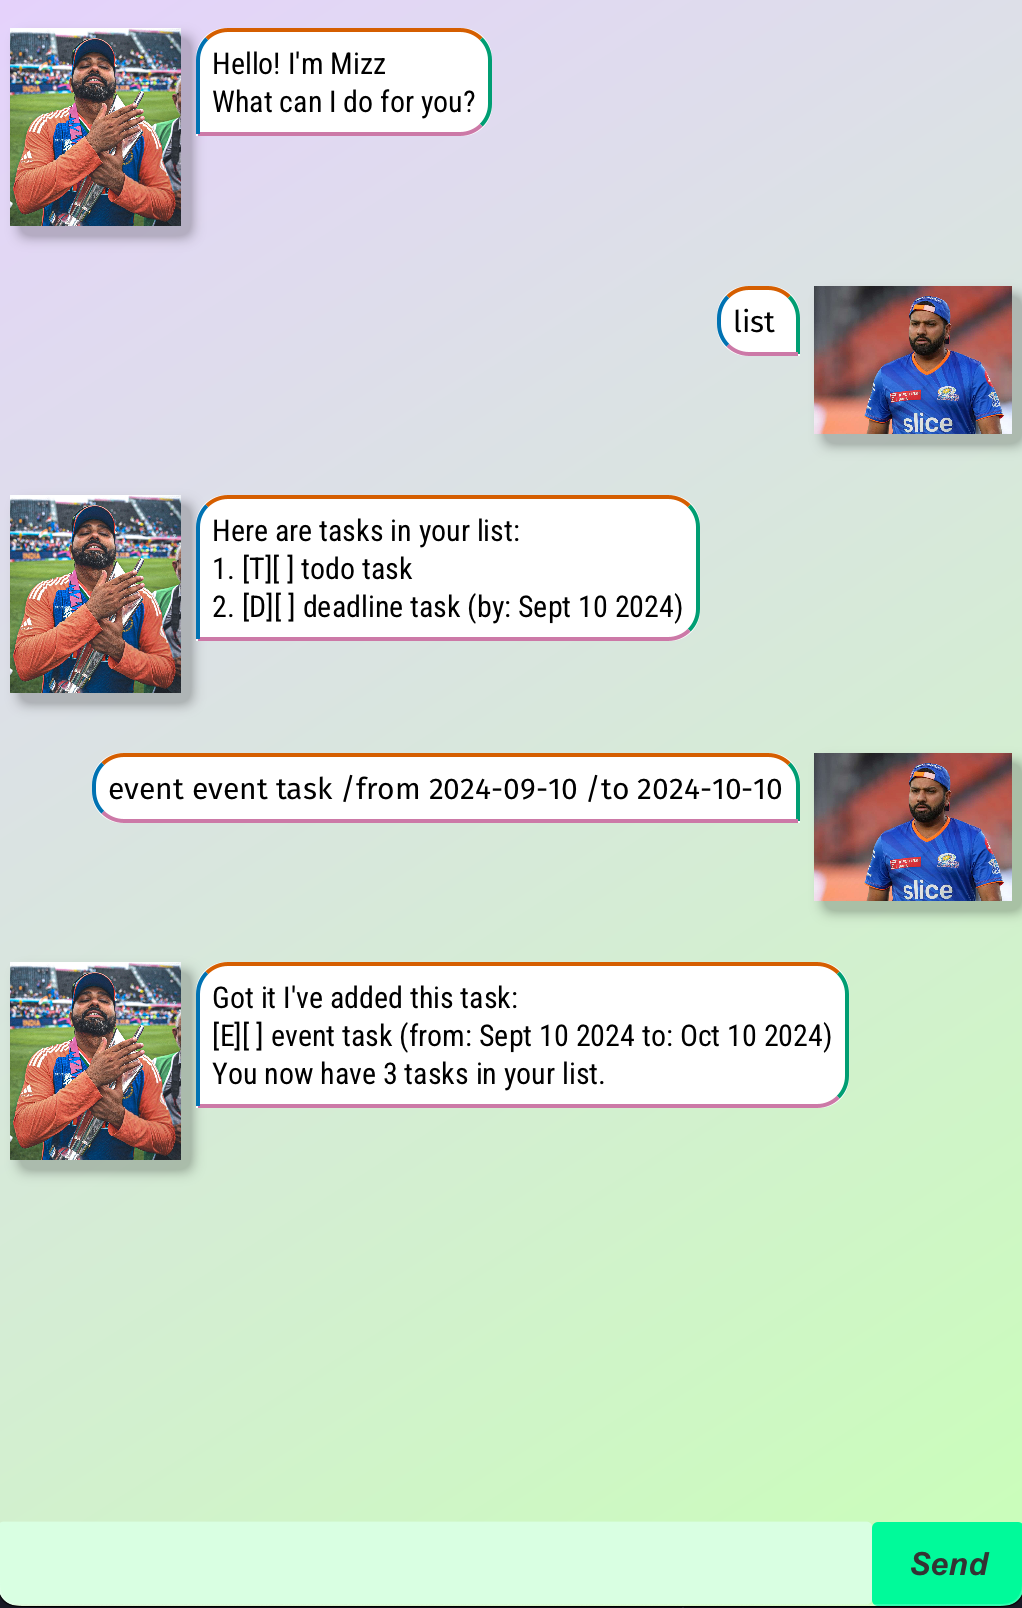 Hello! I'm Mizz
What can I do for you?
list
slice
Here are tasks in your list:
1. [T][ ] todo task
2. [D][ ] deadline task (by: Sept 10 2024)
event event task /from 2024-09-10 /to 2024-10-10
slice
Got it I've added this task:
[E][ ] event task (from: Sept 10 2024 to: Oct 10 2024)
You now have 3 tasks in your list.
Send